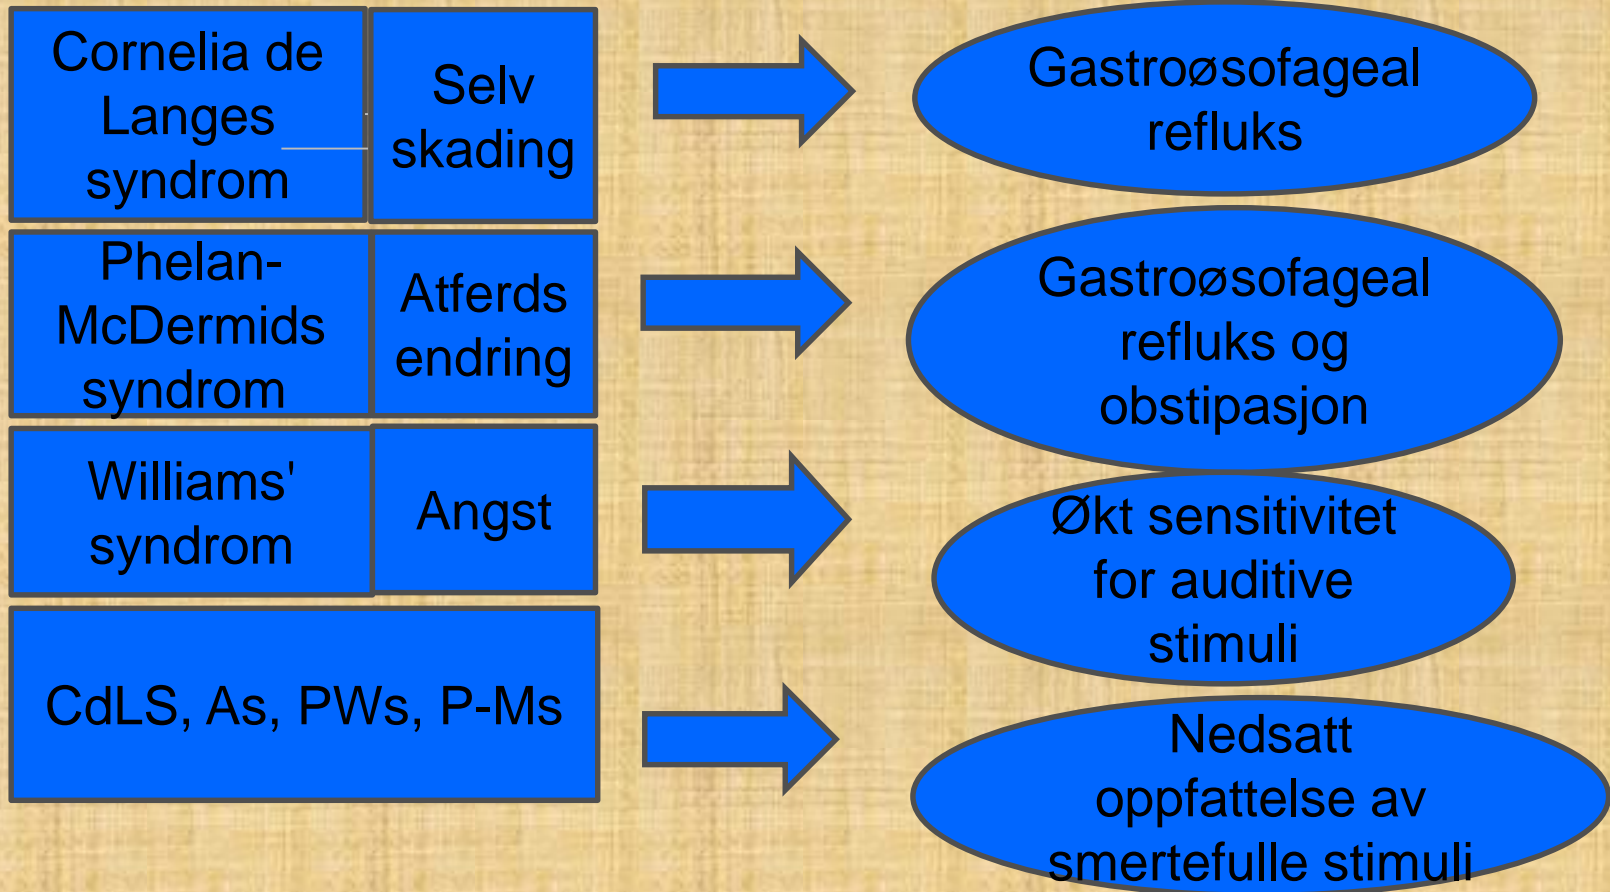 Cornelia de
Langes
syndrom
Selv
skading
Gastroøsofageal
refluks
Phelan-
McDermids
syndrom
Atferds
endring
Gastroøsofageal
refluks og
obstipasjon
Williams'
syndrom
Angst
Økt sensitivitet
for auditive
stimuli
CdLS, As, PWs, P-Ms
Nedsatt
oppfattelse av
smertefulle stimuli